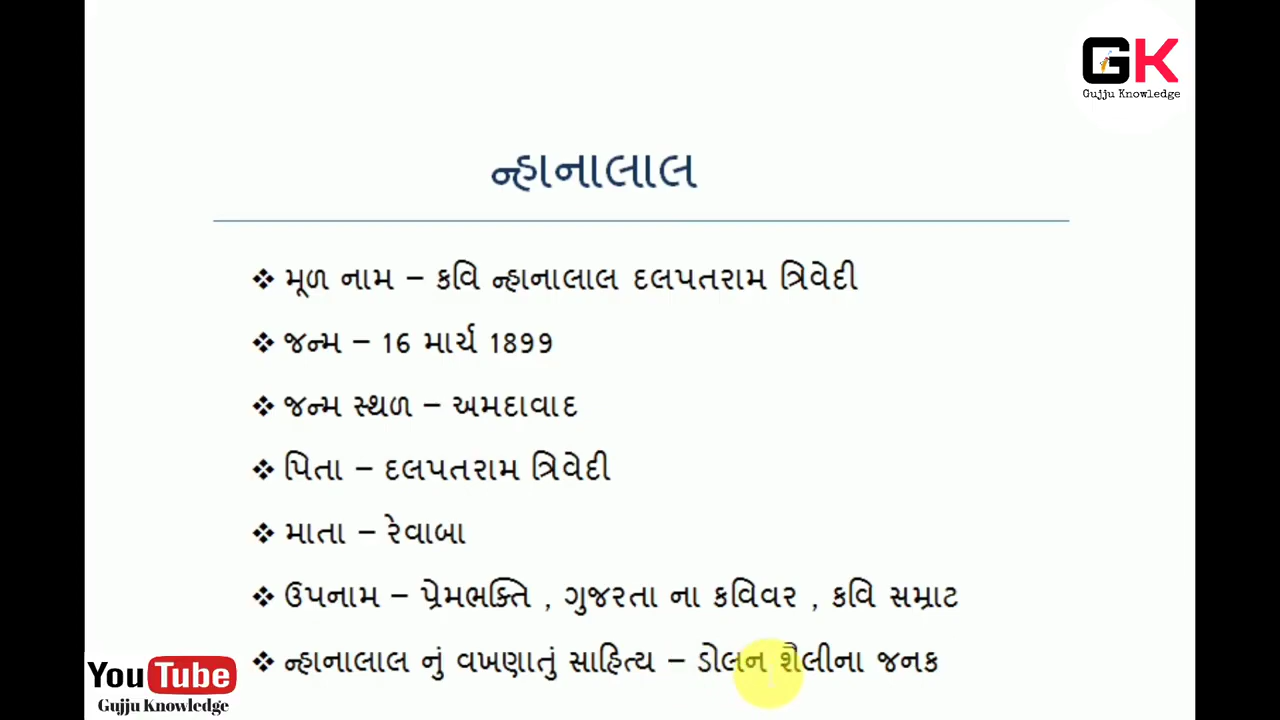 GK
Gujju Knowledge
ન્હાનાલાલ
❖ મૂળ નામ – કવિ ન્હાનાલાલ દલપતરામ ત્રિવેદી
❖ જન્મ – 16 માર્ચ 1899
❖ જન્મ સ્થળ – અમદાવાદ
❖ પિતા – દલપતરામ ત્રિવેદી
❖ માતા – રેવાબા
❖ ઉપનામ – પ્રેમભક્તિ , ગુજરતા ના કવિવર , કવિ સમ્રાટ
❖ ન્હાનાલાલ નું વખણાતું સાહિત્ય – ડોલન શૈલીના જનક
YouTube
Gujju Knowledge